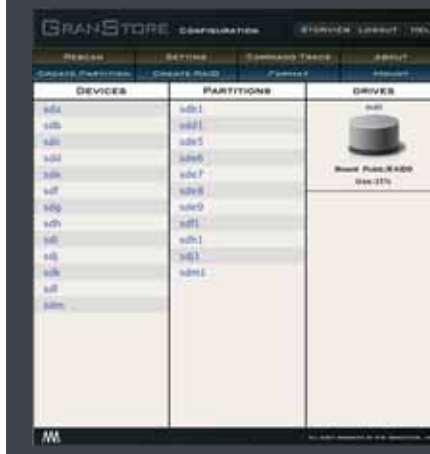 GRANSTORE CONFIGURATION
STORVIEW LOGOUT
RESCAN SETTING COMMAND TRACE ABOUT
CREATE PARTITION CREATE RAID FORMAT MOUNT
DEVICES PARTITIONS DRIVES
sda
sdb
sdc
sdd
sde
sdf
sdg
sdh
sdi
sdj
sdk
sdl
sdm
sdb1
sdd1
sde5
sde6
sde7
sde8
sde9
sdf1
sdh1
sdj1
sdm1